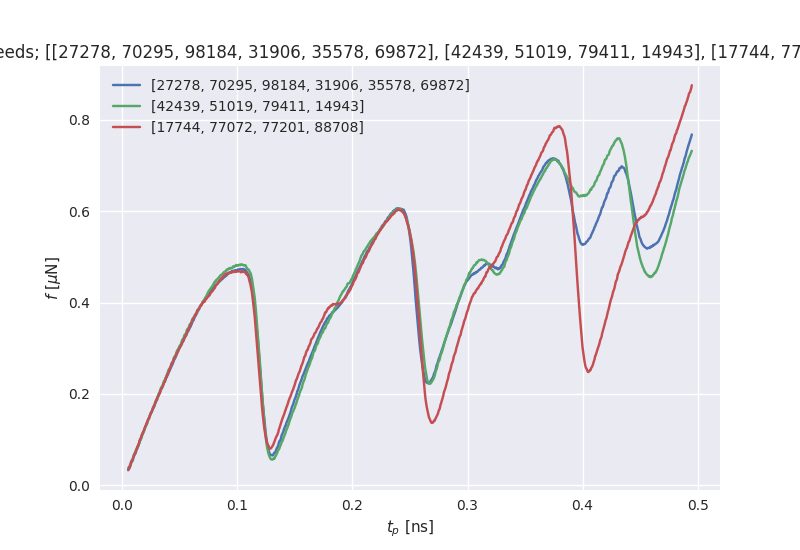 eeds; [[27278, 70295, 98184, 31906, 35578, 69872], [42439, 51019, 79411, 14943], [17744, 77
[27278, 70295, 98184, 31906, 35578, 69872]
[42439, 51019, 79411, 14943]
[17744, 77072, 77201, 88708]
0.8
0.6
0.4
0.2
0.0
f [μN]
0.0 0.1 0.2 0.3 0.4 0.5
t_p [ns]